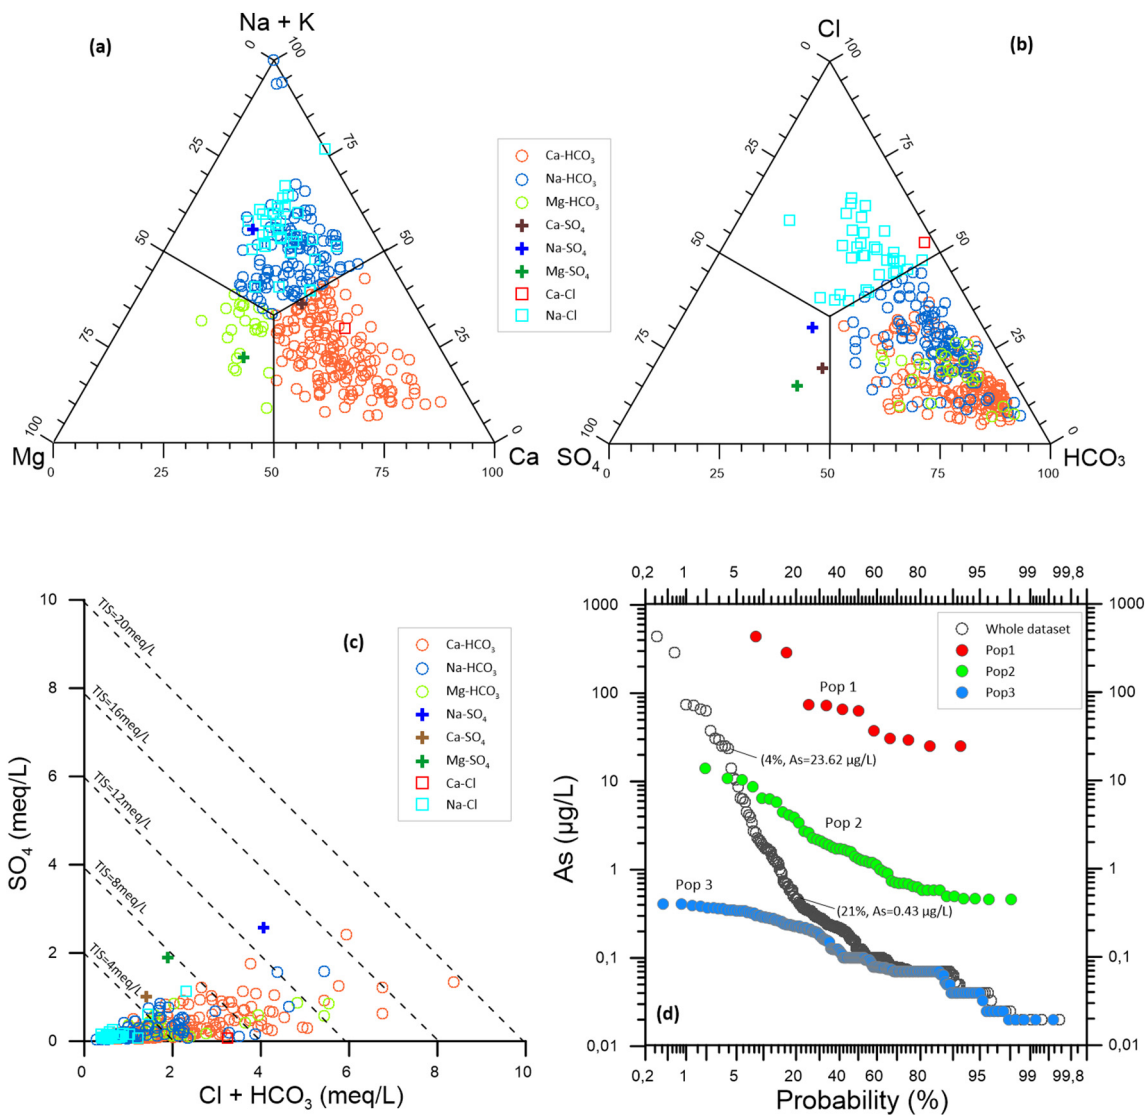 Na + K
(a)
0
100
25
75
50
50
75
25
100
0
Mg
Ca
0
25
50
75
100
Ca-HCO₃
Na-HCO₃
Mg-HCO₃
Ca-SO₄
Na-SO₄
Mg-SO₄
Ca-Cl
Na-Cl
Cl
(b)
0
100
25
75
50
50
75
25
100
0
SO₄
HCO₃
0
25
50
75
100
(c)
10
8
6
4
2
0
SO₄ (meq/L)
TIS=20meq/L
TIS=16meq/L
TIS=12meq/L
TIS=8meq/L
TIS=4meq/L
Ca-HCO₃
Na-HCO₃
Mg-HCO₃
Na-SO₄
Ca-SO₄
Mg-SO₄
Ca-Cl
Na-Cl
0 2 4 6 8 10
Cl + HCO₃ (meq/L)
0,2 1 5 20 40 60 80 95 99 99,8
1000
100
10
1
0,1
0,01
As (µg/L)
Whole dataset
Pop1
Pop2
Pop3
Pop 1
(4%, As=23.62 µg/L)
Pop 2
Pop 3
(21%, As=0.43 µg/L)
(d)
1000
100
10
1
0,1
0,01
0,2 1 5 20 40 60 80 95 99 99,8
Probability (%)